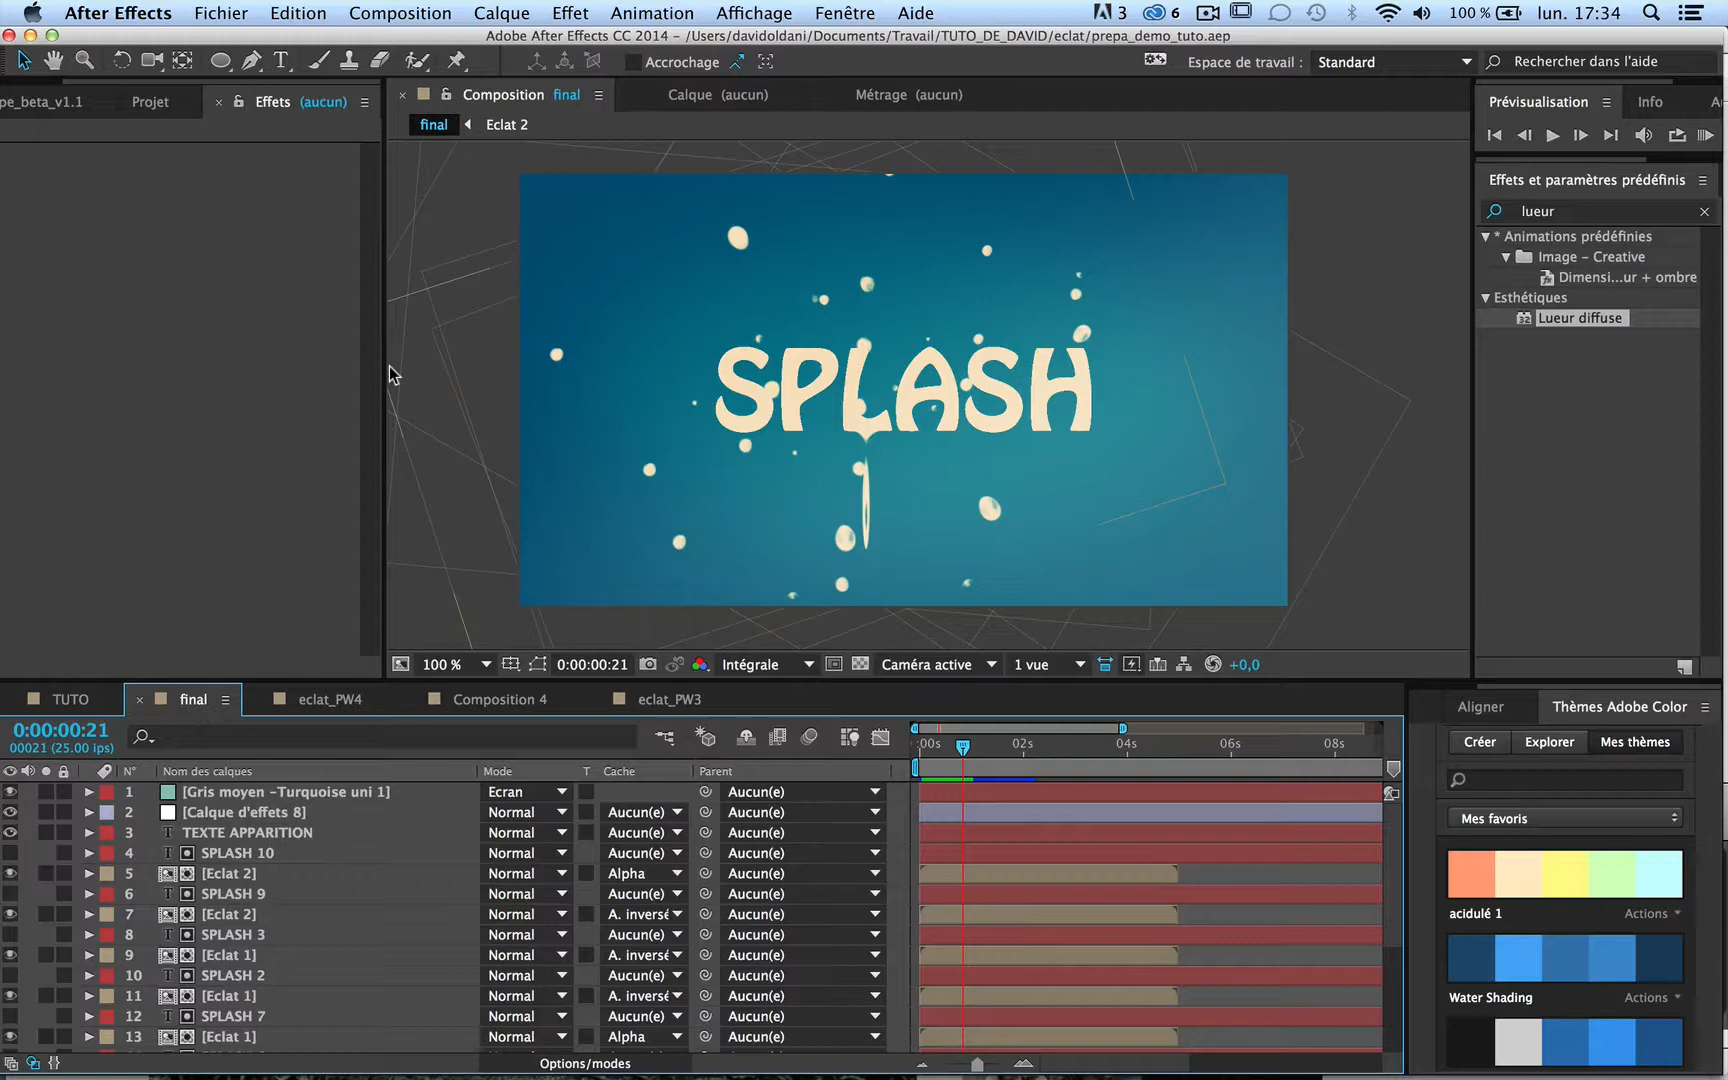 After Effects Fichier Edition Composition Calque Effet Animation Affichage Fenêtre Aide 3 6 100 % lun. 17:34
Adobe After Effects CC 2014 – /Users/davidoldani/Documents/Travail/TUTO_DE_DAVID/eclat/prepa_demo_tuto.aep
Accrochage Espace de travail : Standard Rechercher dans l'aide
pe_beta_v1.1 Projet Effets (aucun)
Composition final Calque (aucun) Métrage (aucun)
final Eclat 2
Prévisualisation Info
Effets et paramètres prédéfinis
lueur
* Animations prédéfinies
Image – Creative
Dimensi...ur + ombre
Esthétiques
Lueur diffuse
SPLASH
100 % 0:00:00:21 Intégrale Caméra active 1 vue +0,0
TUTO final eclat_PW4 Composition 4 eclat_PW3
0:00:00:21
00021 (25.00 ips)
:00s 02s 04s 06s 08s
N° Nom des calques Mode T Cache Parent
1 [Gris moyen –Turquoise uni 1] Ecran Aucun(e)
2 [Calque d'effets 8] Normal Aucun(e) Aucun(e)
3 T TEXTE APPARITION Normal Aucun(e) Aucun(e)
4 T SPLASH 10 Normal Aucun(e) Aucun(e)
5 [Eclat 2] Normal Alpha Aucun(e)
6 T SPLASH 9 Normal Aucun(e) Aucun(e)
7 [Eclat 2] Normal A. inversé Aucun(e)
8 T SPLASH 3 Normal Aucun(e) Aucun(e)
9 [Eclat 1] Normal A. inversé Aucun(e)
10 T SPLASH 2 Normal Aucun(e) Aucun(e)
11 [Eclat 1] Normal A. inversé Aucun(e)
12 T SPLASH 7 Normal Aucun(e) Aucun(e)
13 [Eclat 1] Normal Alpha Aucun(e)
Options/modes
Aligner Thèmes Adobe Color
Créer Explorer Mes thèmes
Mes favoris
acidulé 1 Actions
Water Shading Actions